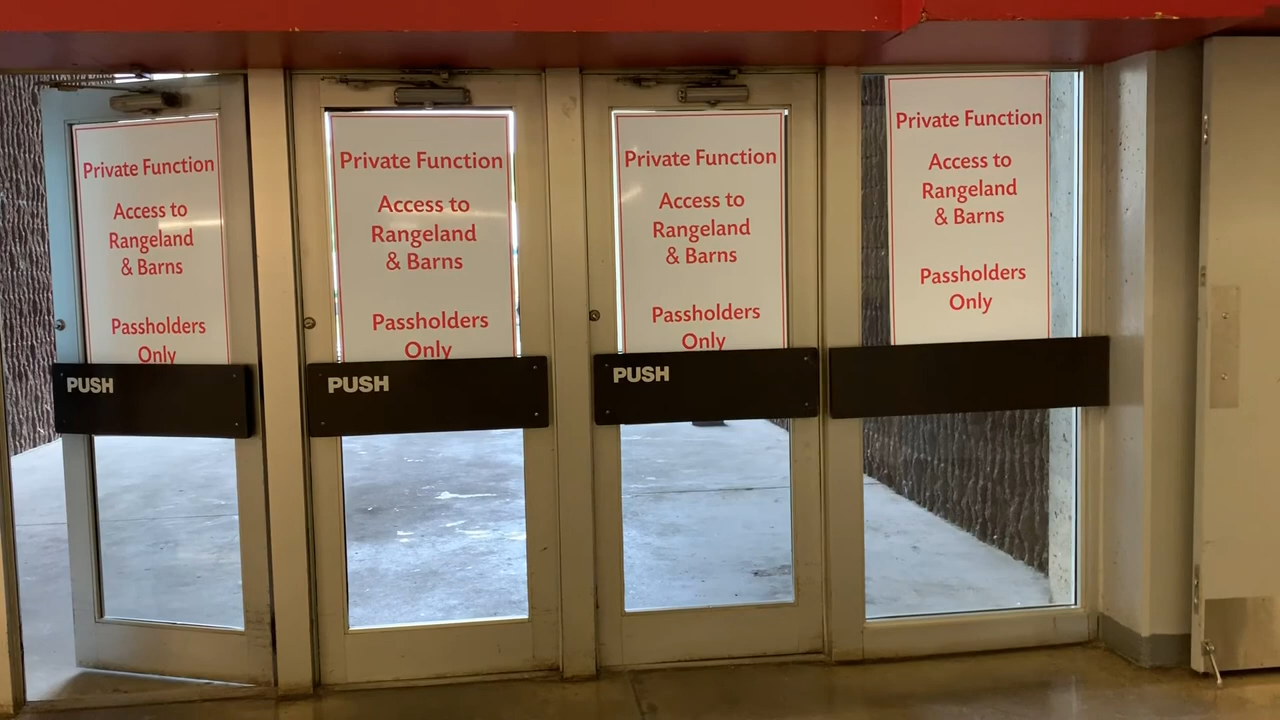 Private Function
Access to
Rangeland
& Barns
Passholders
Only
PUSH
Private Function
Access to
Rangeland
& Barns
Passholders
Only
PUSH
Private Function
Access to
Rangeland
& Barns
Passholders
Only
PUSH
Private Function
Access to
Rangeland
& Barns
Passholders
Only